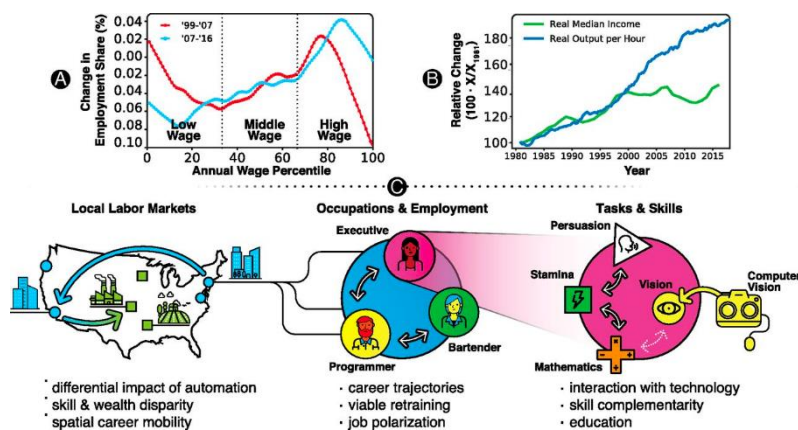 '99-'07
'07-'16
A
Change in
Employment Share (%)
0.04
0.02
0.00
0.02
0.04
0.06
0.08
0.10
Low
Wage
Middle
Wage
High
Wage
0 20 40 60 80 100
Annual Wage Percentile
Real Median Income
Real Output per Hour
B
Relative Change
(100 · X/X1981)
180
160
140
120
100
1980 1985 1990 1995 2000 2005 2010 2015
Year
C
Local Labor Markets
Occupations & Employment
Tasks & Skills
Executive
Programmer
Bartender
Persuasion
Stamina
Vision
Computer
Vision
Mathematics
• differential impact of automation
• skill & wealth disparity
• spatial career mobility
• career trajectories
• viable retraining
• job polarization
• interaction with technology
• skill complementarity
• education